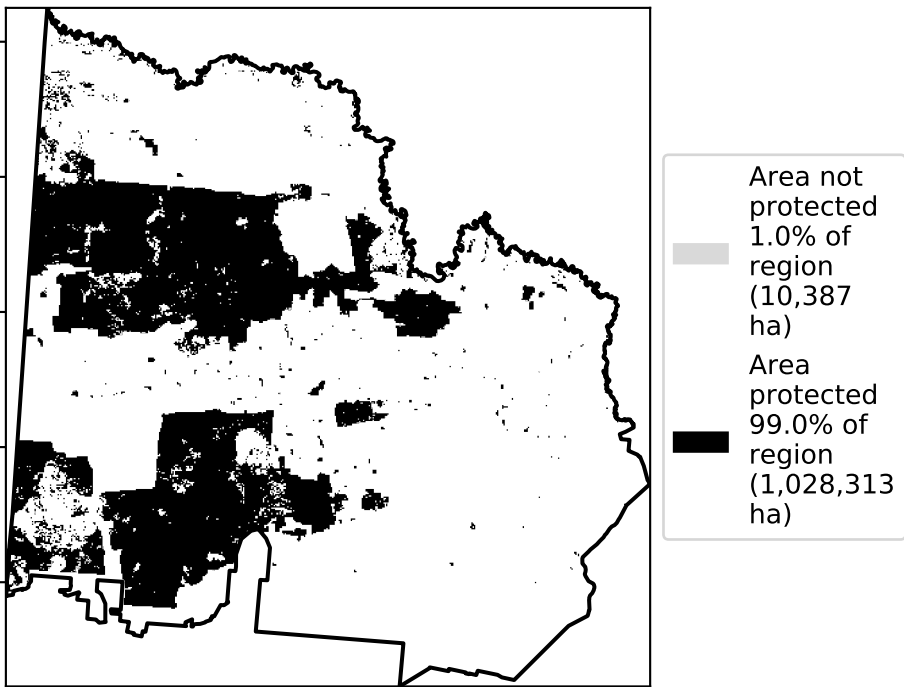 Area not
protected
1.0% of
region
(10,387
ha)
Area
protected
99.0% of
region
(1,028,313
ha)